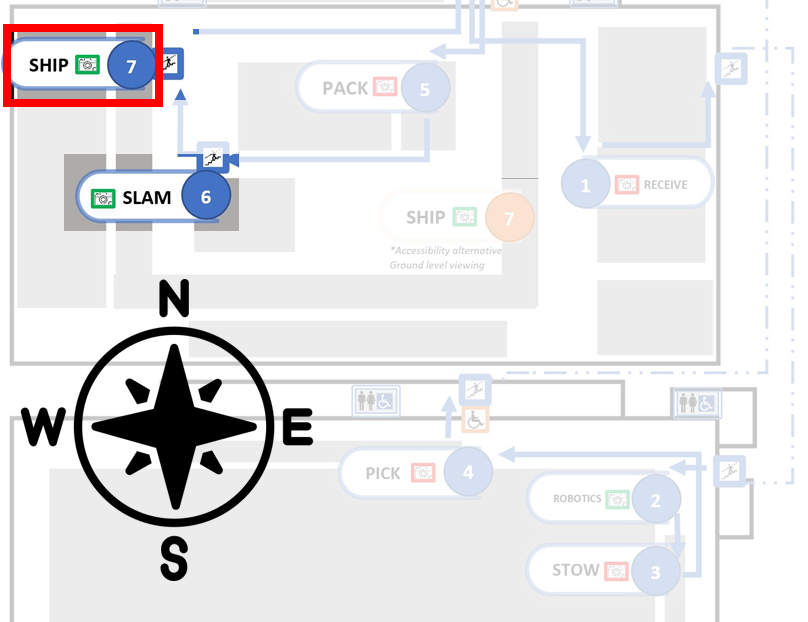 SHIP 7
PACK 5
SLAM 6
1 RECEIVE
SHIP 7
*Accessibility alternative
Ground level viewing
N
W E
S
PICK 4
ROBOTICS 2
STOW 3